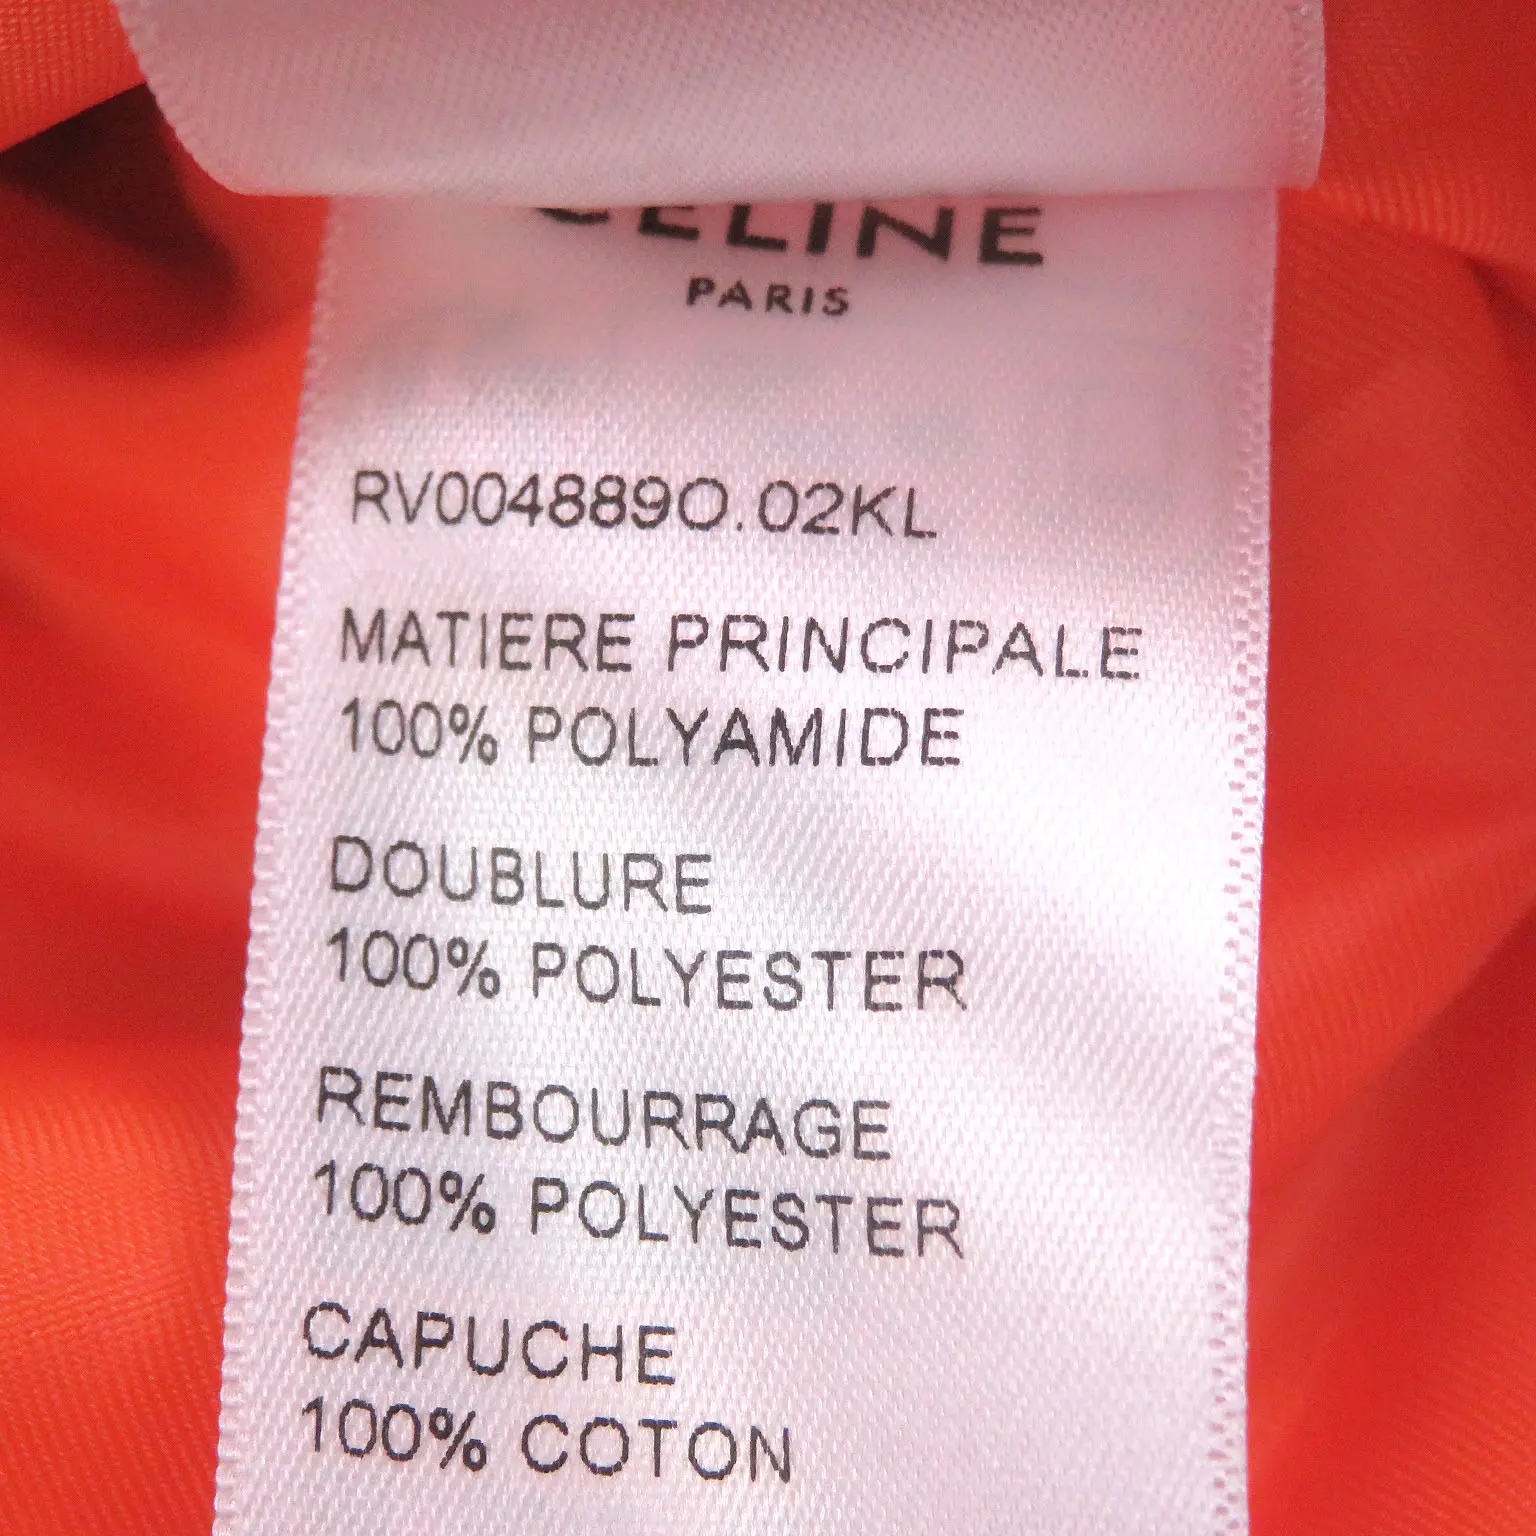 CELINE
PARIS
RV004889O.02KL
MATIERE PRINCIPALE
100% POLYAMIDE
DOUBLURE
100% POLYESTER
REMBOURRAGE
100% POLYESTER
CAPUCHE
100% COTON